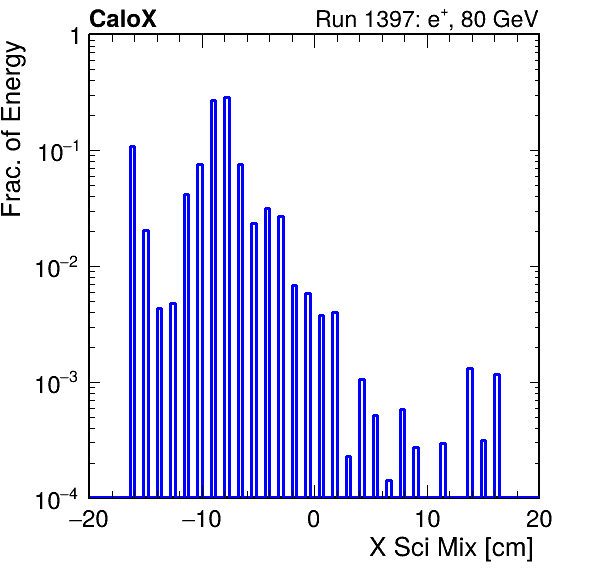 CaloX Run 1397: e⁺, 80 GeV
Frac. of Energy
1
10⁻¹
10⁻²
10⁻³
10⁻⁴
−20 −10 0 10 20
X Sci Mix [cm]